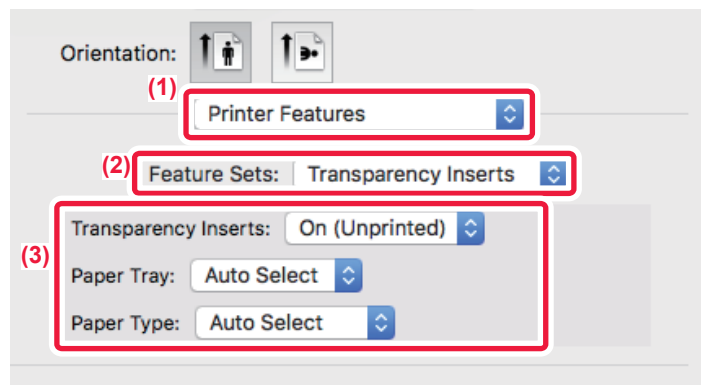 Orientation:
(1)
Printer Features
(2)
Feature Sets: Transparency Inserts
(3)
Transparency Inserts: On (Unprinted)
Paper Tray: Auto Select
Paper Type: Auto Select